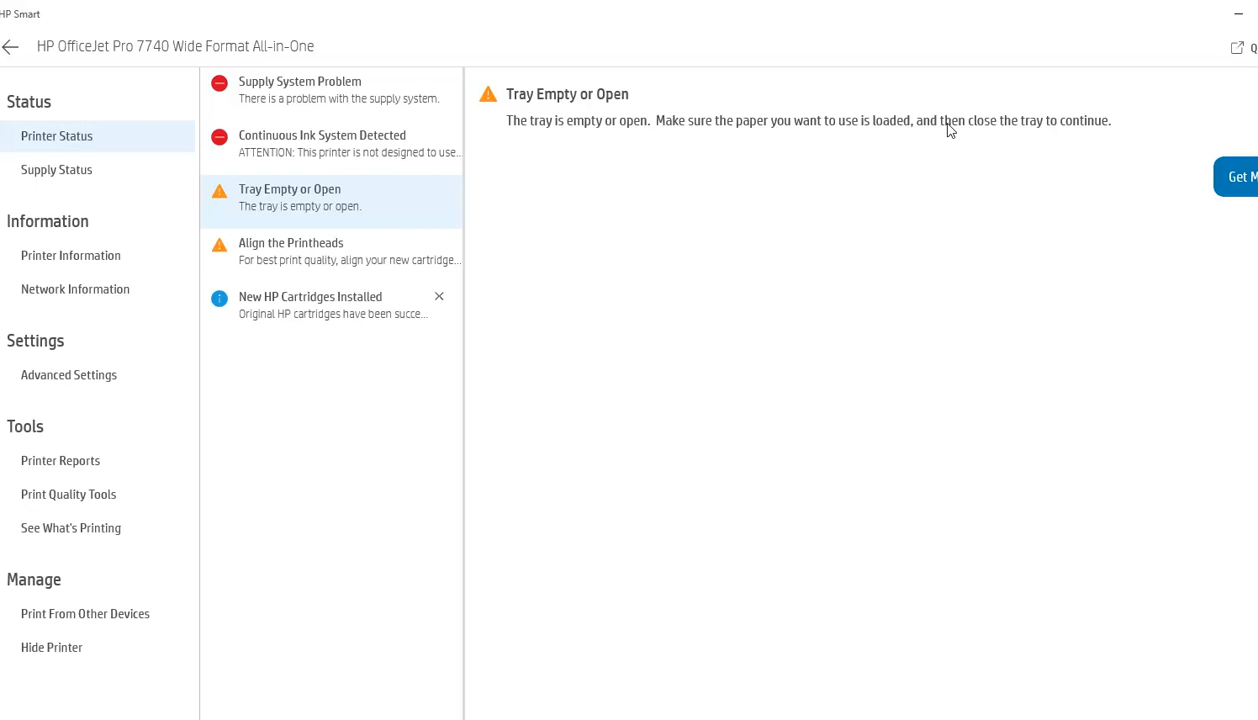 HP Smart
HP OfficeJet Pro 7740 Wide Format All-in-One
Status
Printer Status
Supply Status
Information
Printer Information
Network Information
Settings
Advanced Settings
Tools
Printer Reports
Print Quality Tools
See What's Printing
Manage
Print From Other Devices
Hide Printer
Supply System Problem
There is a problem with the supply system.
Continuous Ink System Detected
ATTENTION: This printer is not designed to use...
Tray Empty or Open
The tray is empty or open.
Align the Printheads
For best print quality, align your new cartridge...
New HP Cartridges Installed
Original HP cartridges have been succe...
Tray Empty or Open
The tray is empty or open. Make sure the paper you want to use is loaded, and then close the tray to continue.
Get M